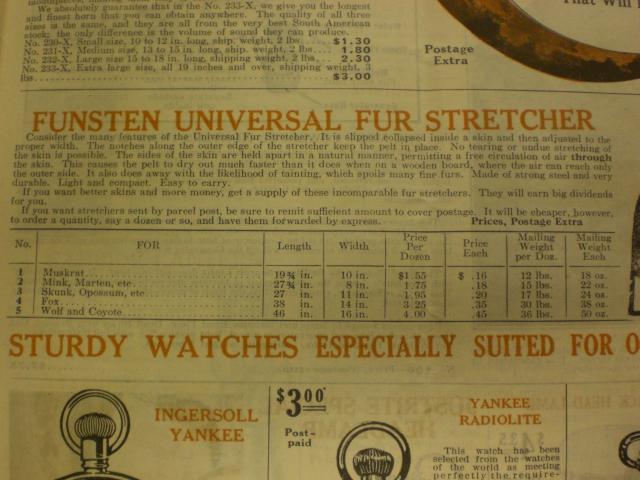 We absolutely guarantee that in the No. 233-X, we give you the longest
and finest horn that you can obtain anywhere. The quality of all three
sizes is the same, and they are all from the very best South American
stock; the only difference is the volume of sound they can produce.
No. 230-X, Small size, 10 to 12 in. long, ship. weight, 2 lbs. $1.30
No. 231-X, Medium size, 13 to 15 in. long, ship. weight, 2 lbs... 1.80
No. 232-X, Large size 15 to 18 in. long, shipping weight, 2 lbs.. 2.30
No. 233-X, Extra large size, all 19 inches and over, shipping weight, 3
lbs. $3.00
That Will
Postage
Extra
FUNSTEN UNIVERSAL FUR STRETCHER
Consider the many features of the Universal Fur Stretcher. It is slipped collapsed inside a skin and then adjusted to the
proper width. The notches along the outer edge of the stretcher keep the pelt in place. No tearing or undue stretching of
the skin is possible. The sides of the skin are held apart in a natural manner, permitting a free circulation of air through
the skin. This causes the pelt to dry out much faster than it does when on a wooden board, where the air can reach only
the outer side. It also does away with the likelihood of tainting, which spoils many fine furs. Made of strong steel and very
durable. Light and compact. Easy to carry.
If you want better skins and more money, get a supply of these incomparable fur stretchers. They will earn big dividends
for you.
If you want stretchers sent by parcel post, be sure to remit sufficient amount to cover postage. It will be cheaper, however,
to order a quantity, say a dozen or so, and have them forwarded by express. Prices, Postage Extra
No. FOR Length Width Price Per Dozen Price Each Mailing Weight per Doz. Mailing Weight Each
1 Muskrat 19¾ in. 10 in. $1.55 $ .16 12 lbs. 18 oz.
2 Mink, Marten, etc 27¾ in. 8 in. 1.75 .18 15 lbs. 22 oz.
3 Skunk, Opossum, etc 27 in. 11 in. 1.95 .20 17 lbs. 24 oz.
4 Fox 38 in. 14 in. 3.25 .35 30 lbs. 38 oz.
5 Wolf and Coyote 46 in. 16 in. 4.00 .45 36 lbs. 50 oz.
STURDY WATCHES ESPECIALLY SUITED FOR O
INGERSOLL
YANKEE
$3.00
Post-
paid
YANKEE
RADIOLITE
This watch has been
selected from the watches
of the world as meeting
perfectly the require-